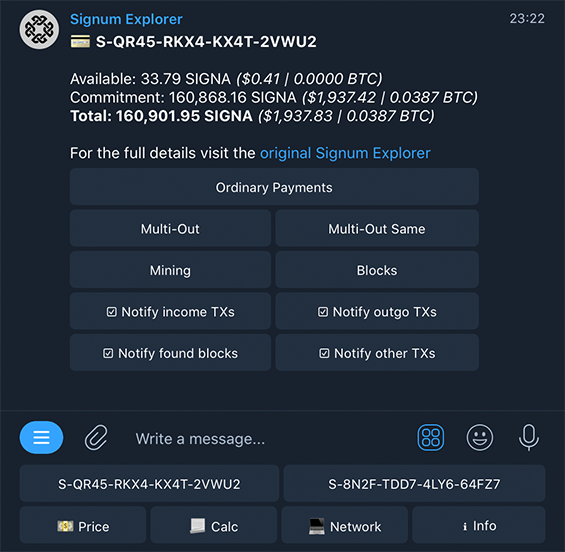 Signum Explorer 23:22
💳 S-QR45-RKX4-KX4T-2VWU2
Available: 33.79 SIGNA ($0.41 | 0.0000 BTC)
Commitment: 160,868.16 SIGNA ($1,937.42 | 0.0387 BTC)
Total: 160,901.95 SIGNA ($1,937.83 | 0.0387 BTC)
For the full details visit the original Signum Explorer
Ordinary Payments
Multi-Out Multi-Out Same
Mining Blocks
☑ Notify income TXs ☑ Notify outgo TXs
☑ Notify found blocks ☑ Notify other TXs
Write a message...
S-QR45-RKX4-KX4T-2VWU2 S-8N2F-TDD7-4LY6-64FZ7
💵 Price 🧾 Calc 💻 Network ℹ Info